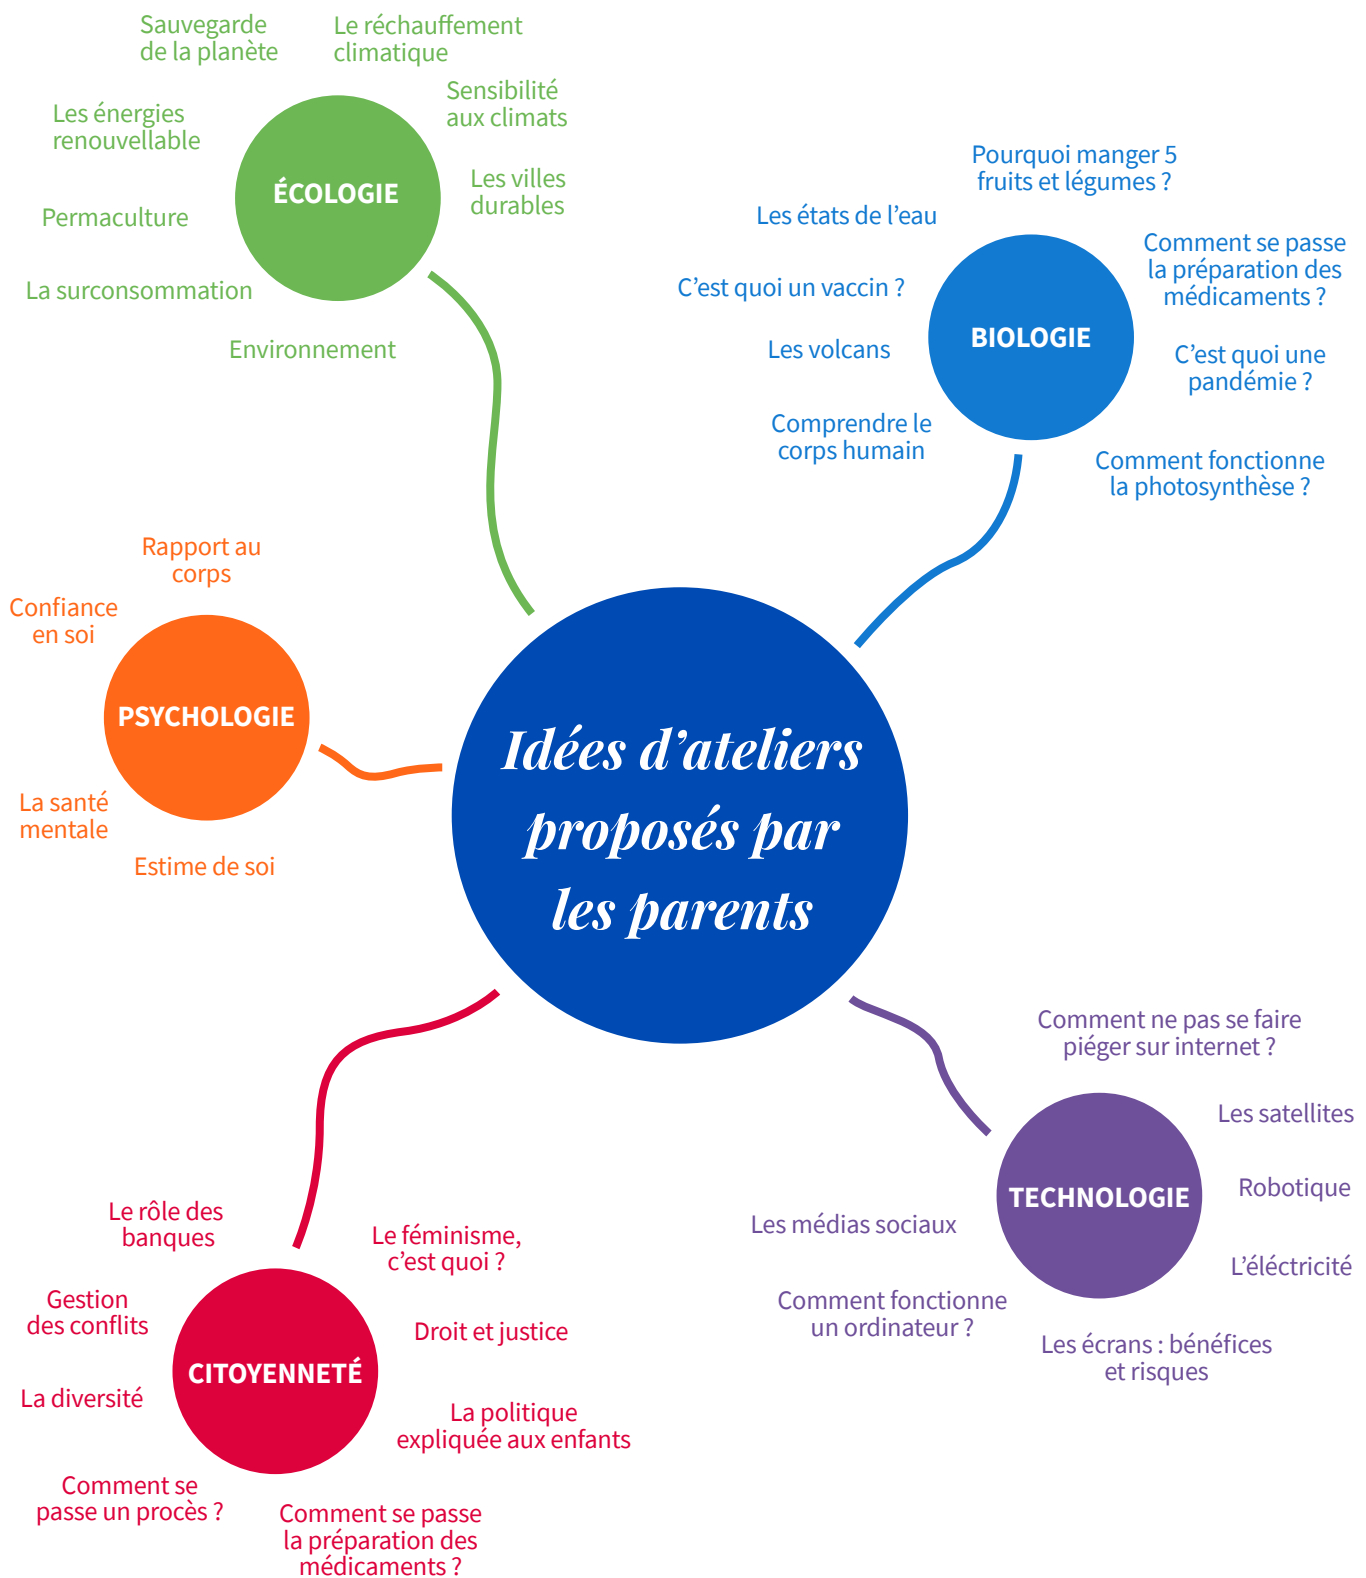 Sauvegarde
de la planète
Le réchauffement
climatique
Sensibilité
aux climats
Les énergies
renouvellable
ÉCOLOGIE
Les villes
durables
Permaculture
La surconsommation
Environnement
Pourquoi manger 5
fruits et légumes ?
Les états de l’eau
Comment se passe
la préparation des
médicaments ?
C’est quoi un vaccin ?
BIOLOGIE
Les volcans
C’est quoi une
pandémie ?
Comprendre le
corps humain
Comment fonctionne
la photosynthèse ?
Rapport au
corps
Confiance
en soi
PSYCHOLOGIE
La santé
mentale
Estime de soi
Idées d’ateliers
proposés par
les parents
Comment ne pas se faire
piéger sur internet ?
Les satellites
TECHNOLOGIE
Robotique
Les médias sociaux
L’éléctricité
Comment fonctionne
un ordinateur ?
Les écrans : bénéfices
et risques
Le rôle des
banques
Le féminisme,
c’est quoi ?
Gestion
des conflits
Droit et justice
CITOYENNETÉ
La diversité
La politique
expliquée aux enfants
Comment se
passe un procès ?
Comment se passe
la préparation des
médicaments ?